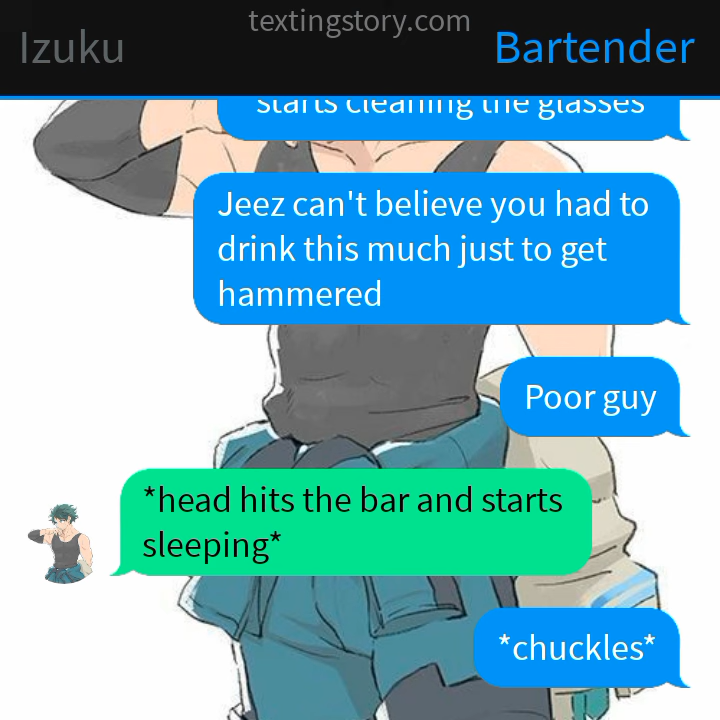 textingstory.com
Izuku
Bartender
starts cleaning the glasses
Jeez can't believe you had to
drink this much just to get
hammered
Poor guy
*head hits the bar and starts
sleeping*
*chuckles*